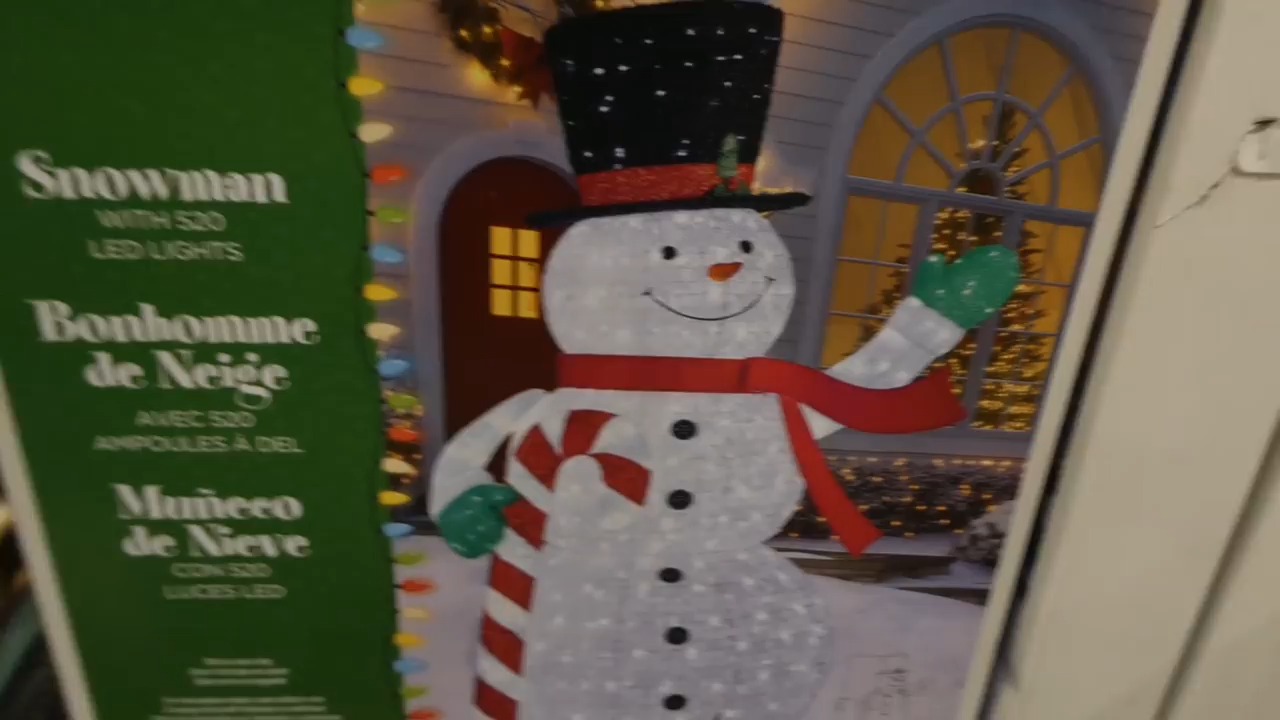 Snowman
WITH 520
LED LIGHTS
Bonhomme
de Neige
AVEC 520
AMPOULES À DEL
Muñeco
de Nieve
CON 520
LUCES LED